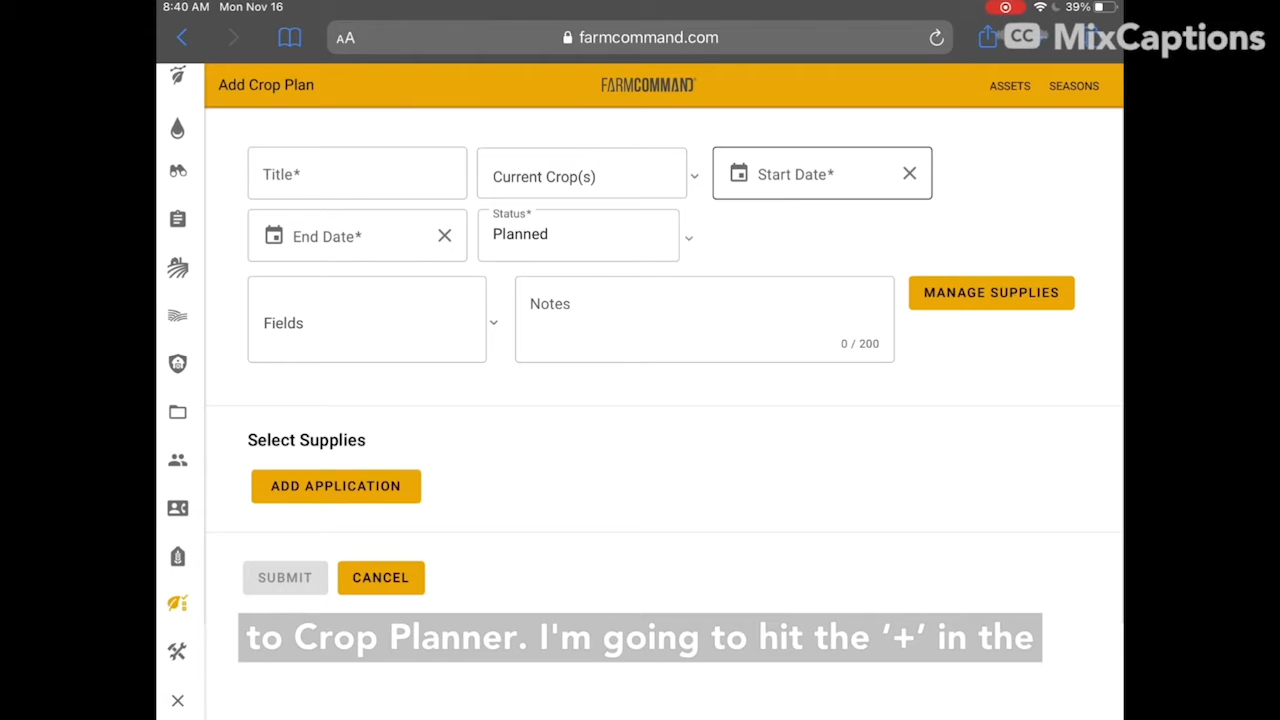 8:40 AM Mon Nov 16
39%
AA
farmcommand.com
CC MixCaptions
Add Crop Plan
FARMCOMMAND
ASSETS
SEASONS
Title*
Current Crop(s)
Start Date*
End Date*
Status*
Planned
Fields
Notes
0 / 200
MANAGE SUPPLIES
Select Supplies
ADD APPLICATION
SUBMIT
CANCEL
to Crop Planner. I'm going to hit the ‘+’ in the